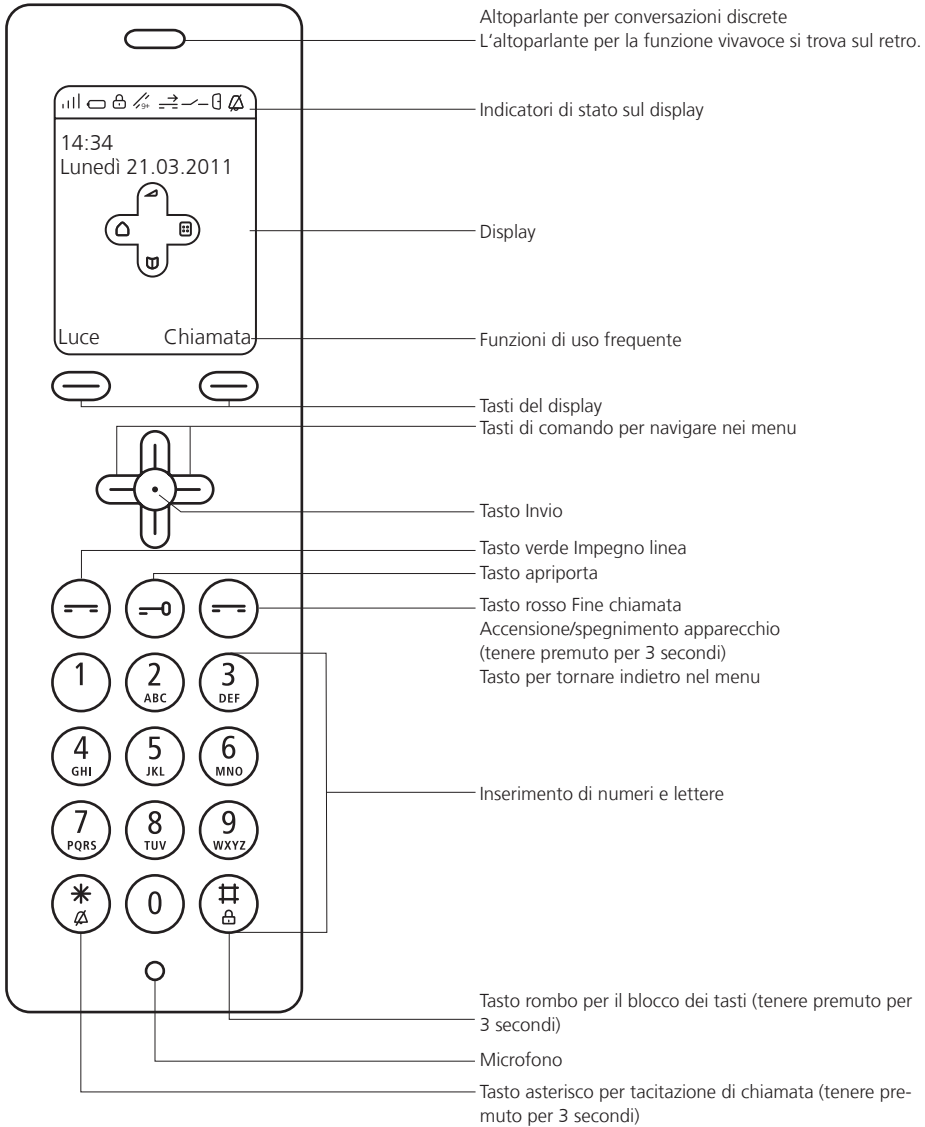 Altoparlante per conversazioni discrete
L‘altoparlante per la funzione vivavoce si trova sul retro.
9+
Indicatori di stato sul display
14:34
Lunedì 21.03.2011
Display
Luce Chiamata
Funzioni di uso frequente
Tasti del display
Tasti di comando per navigare nei menu
Tasto Invio
Tasto verde Impegno linea
Tasto apriporta
Tasto rosso Fine chiamata
Accensione/spegnimento apparecchio
(tenere premuto per 3 secondi)
Tasto per tornare indietro nel menu
1 2 3
ABC DEF
4 5 6
GHI JKL MNO
Inserimento di numeri e lettere
7 8 9
PQRS TUV WXYZ
* 0 #
Tasto rombo per il blocco dei tasti (tenere premuto per
3 secondi)
Microfono
Tasto asterisco per tacitazione di chiamata (tenere pre-
muto per 3 secondi)